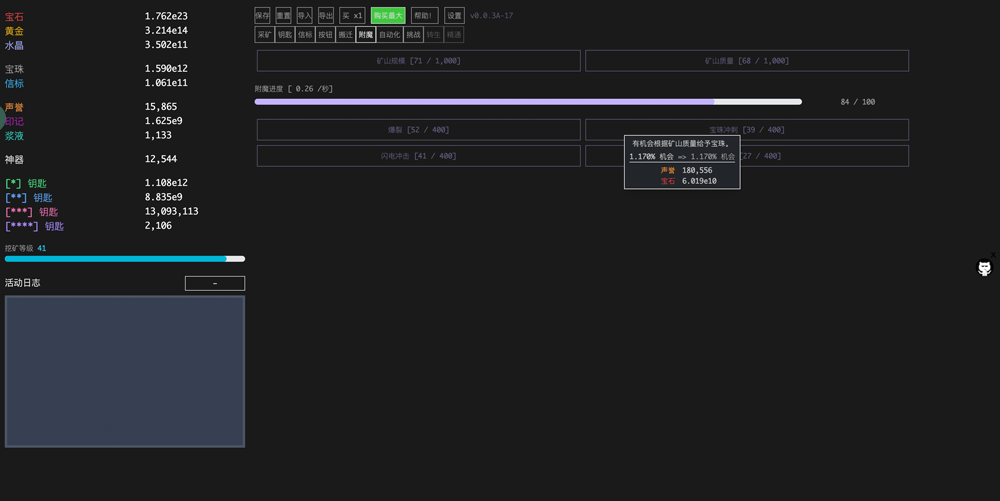 宝石 1.762e23
黄金 3.214e14
水晶 3.502e11
宝珠 1.590e12
信标 1.061e11
声誉 15,865
印记 1.625e9
浆液 1,133
神器 12,544
[*] 钥匙 1.108e12
[**] 钥匙 8.835e9
[***] 钥匙 13,093,113
[****] 钥匙 2,106
挖矿等级 41
活动日志 -
保存 重置 导入 导出 买 x1 购买最大 帮助! 设置 v0.0.3A-17
采矿 钥匙 信标 按钮 搬迁 附魔 自动化 挑战 转生 精通
矿山规模 [71 / 1,000] 矿山质量 [68 / 1,000]
附魔进度 [ 0.26 /秒]
84 / 100
爆裂 [52 / 400] 宝珠冲刺 [39 / 400]
闪电冲击 [41 / 400] [27 / 400]
有机会根据矿山质量给予宝珠。
1.170% 机会 => 1.170% 机会
声誉 180,556
宝石 6.019e10